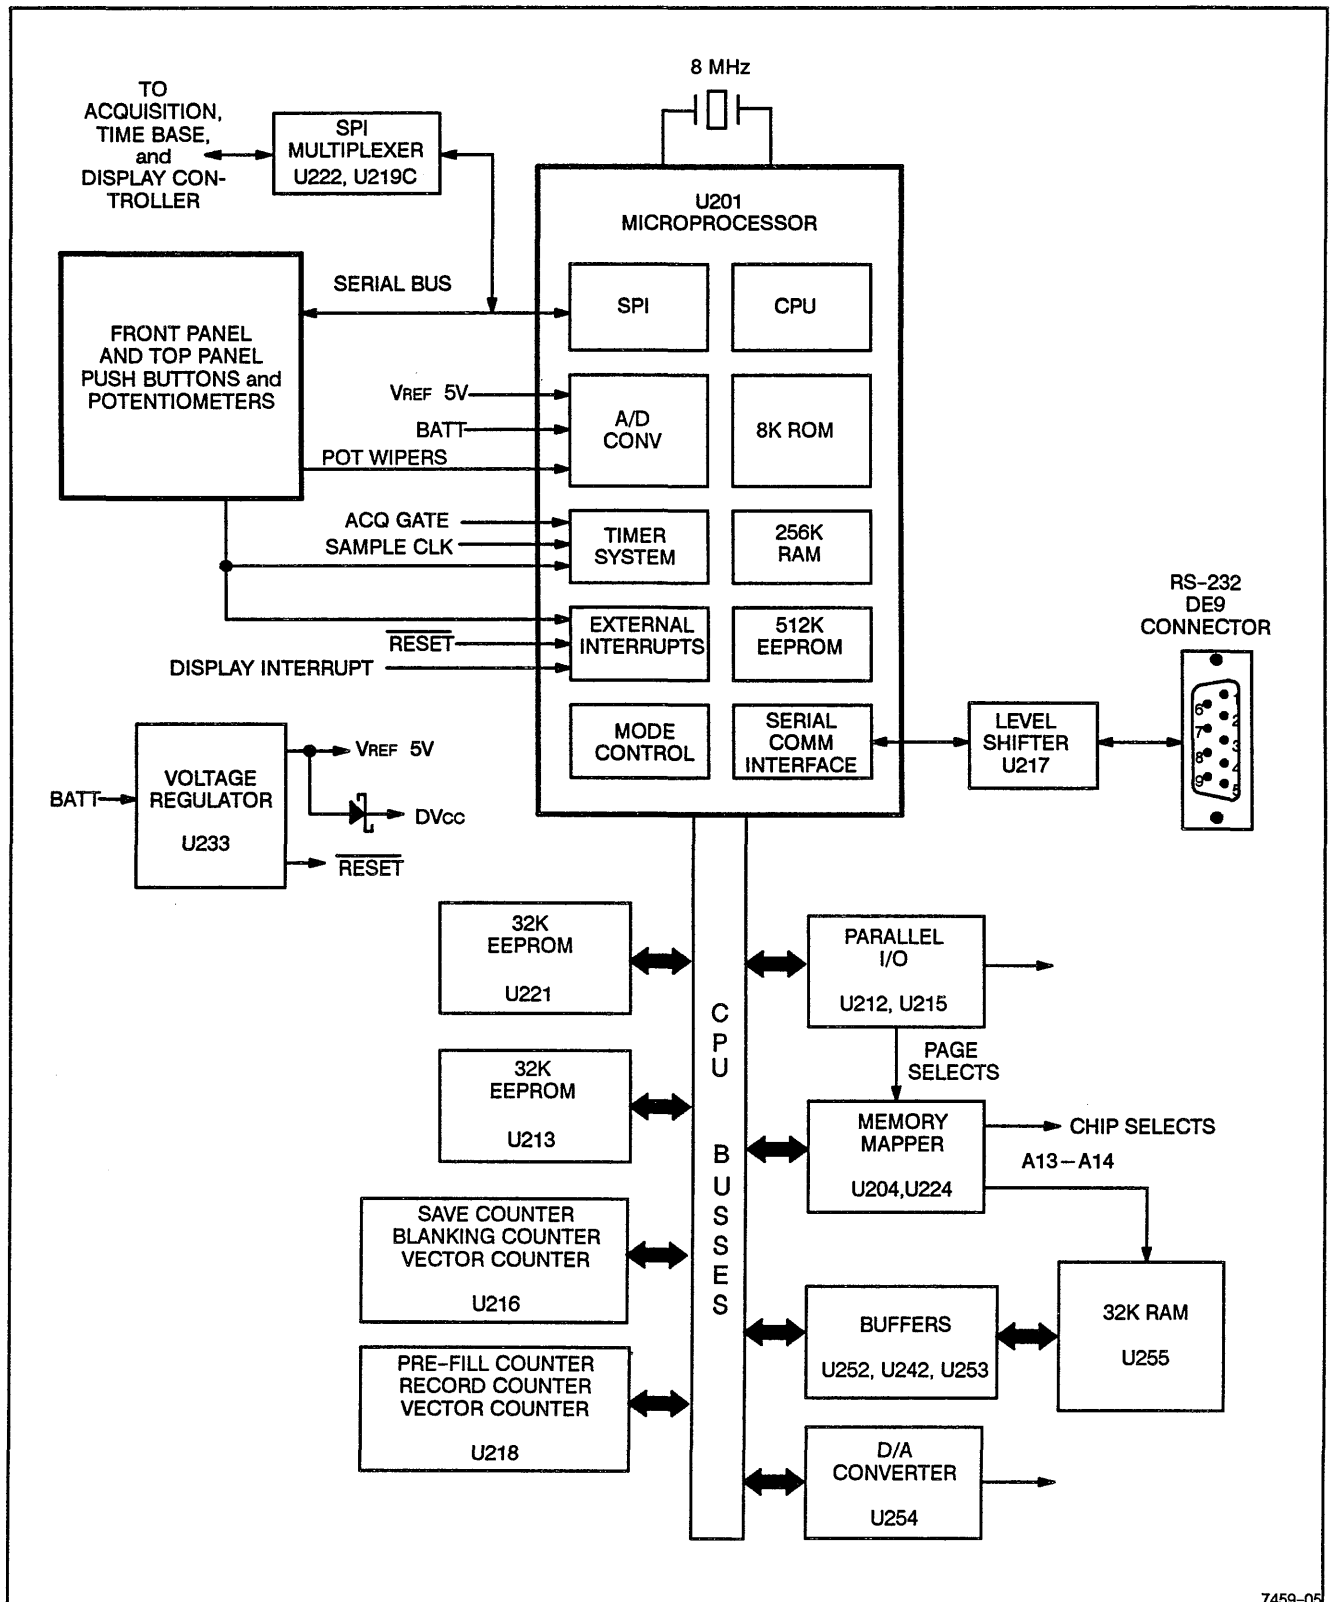 8 MHz
TO
ACQUISITION,
TIME BASE,
and
DISPLAY CON-
TROLLER
SPI
MULTIPLEXER
U222, U219C
U201
MICROPROCESSOR
SERIAL BUS
SPI
CPU
FRONT PANEL
AND TOP PANEL
PUSH BUTTONS and
POTENTIOMETERS
VREF 5V
BATT
POT WIPERS
A/D
CONV
8K ROM
ACQ GATE
SAMPLE CLK
TIMER
SYSTEM
256K
RAM
RESET
DISPLAY INTERRUPT
EXTERNAL
INTERRUPTS
512K
EEPROM
MODE
CONTROL
SERIAL
COMM
INTERFACE
LEVEL
SHIFTER
U217
RS-232
DE9
CONNECTOR
1
6
2
7
3
8
4
9
5
BATT
VOLTAGE
REGULATOR
U233
VREF 5V
DVCC
RESET
CPU BUSSES
32K
EEPROM
U221
PARALLEL
I/O
U212, U215
PAGE
SELECTS
32K
EEPROM
U213
MEMORY
MAPPER
U204,U224
CHIP SELECTS
A13-A14
SAVE COUNTER
BLANKING COUNTER
VECTOR COUNTER
U216
BUFFERS
U252, U242, U253
32K RAM
U255
PRE-FILL COUNTER
RECORD COUNTER
VECTOR COUNTER
U218
D/A
CONVERTER
U254
7459-05